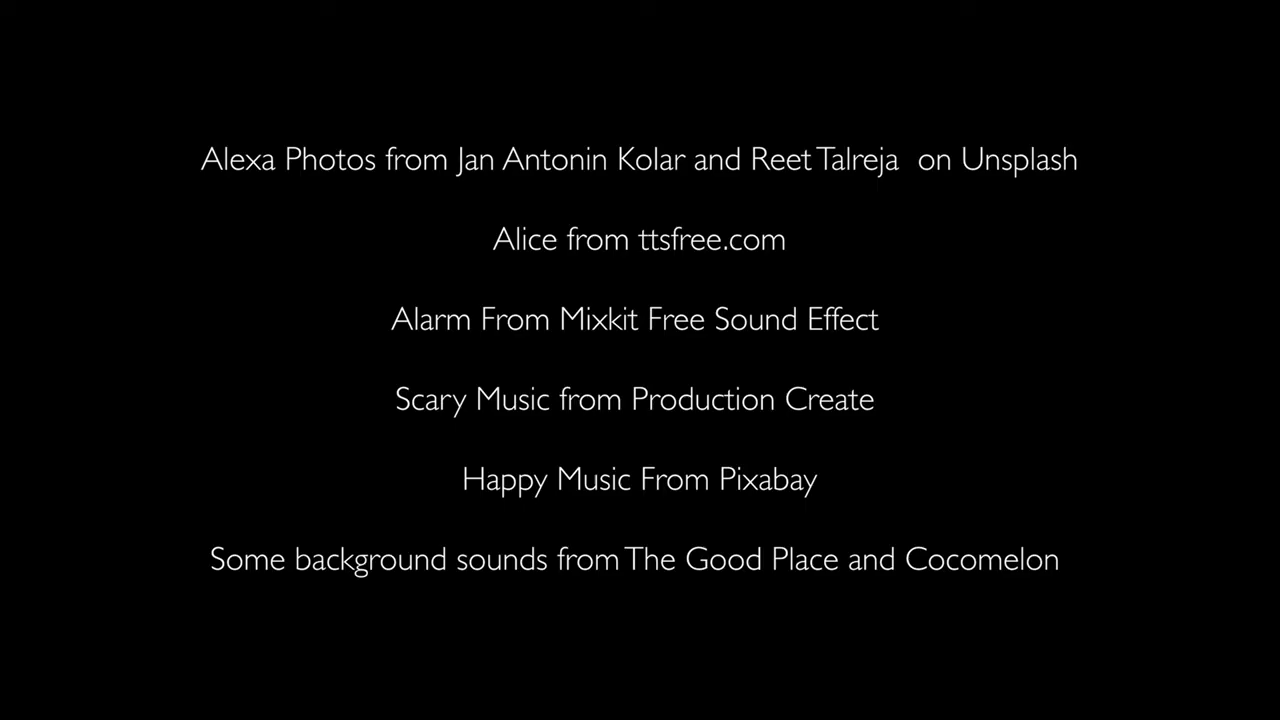 Alexa Photos from Jan Antonin Kolar and Reet Talreja on Unsplash
Alice from ttsfree.com
Alarm From Mixkit Free Sound Effect
Scary Music from Production Create
Happy Music From Pixabay
Some background sounds from The Good Place and Cocomelon